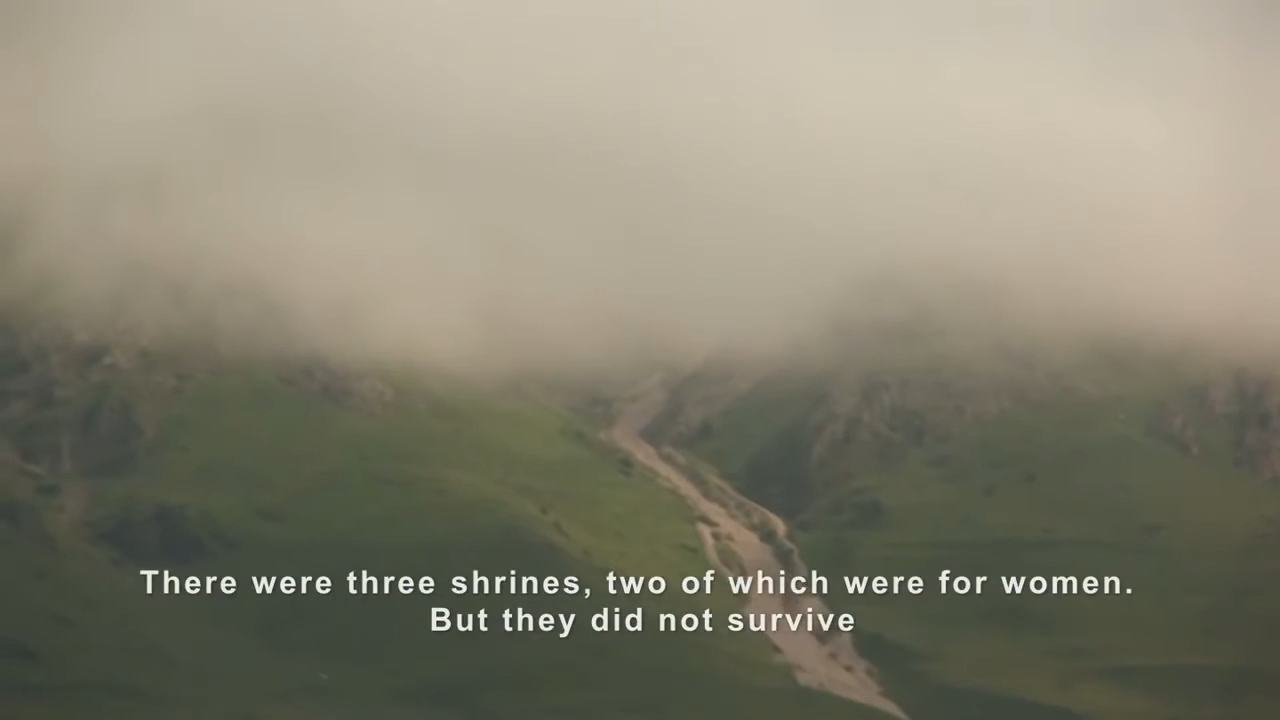 There were three shrines, two of which were for women.
But they did not survive